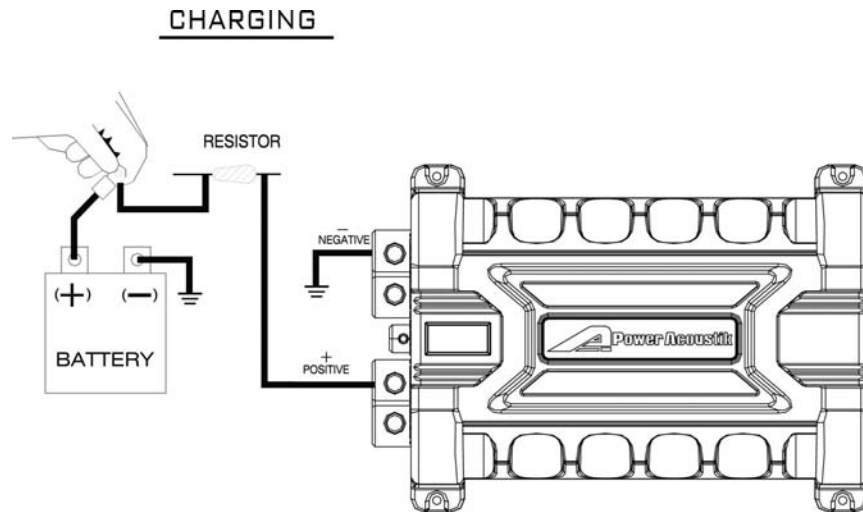 CHARGING
RESISTOR
−
NEGATIVE
(+) (−)
BATTERY
+
POSITIVE
Power Acoustik